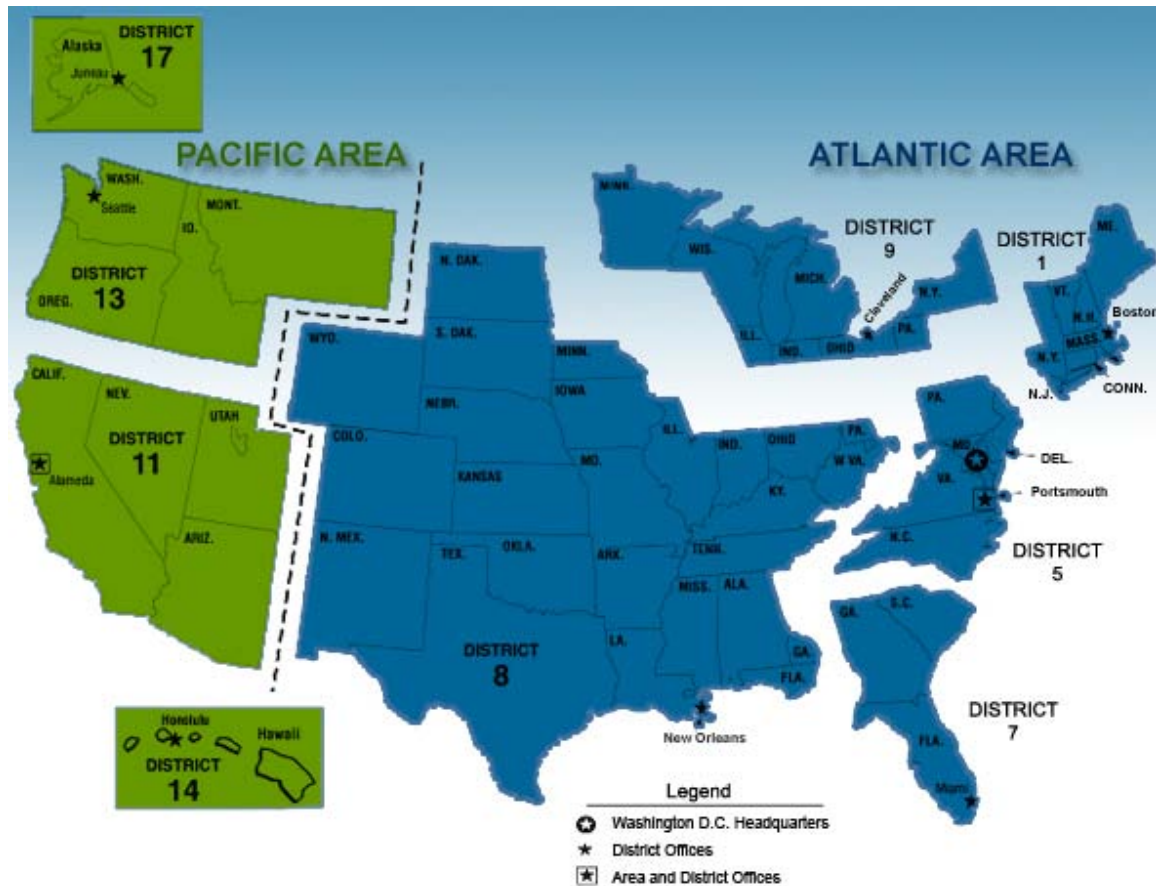 Alaska
DISTRICT
17
Juneau
PACIFIC AREA
ATLANTIC AREA
WASH.
Seattle
ID.
MONT.
DISTRICT
13
OREG.
CALIF.
NEV.
UTAH
DISTRICT
11
Alameda
ARIZ.
Honolulu
Hawaii
DISTRICT
14
N. DAK.
WYO.
S. DAK.
MINN.
NEBR.
IOWA
COLO.
ILL.
IND.
OHIO
PA.
W VA.
KANSAS
MO.
KY.
N. MEX.
TEX.
OKLA.
ARK.
TENN.
MISS.
ALA.
LA.
GA.
FLA.
DISTRICT
8
New Orleans
MINN.
WIS.
MICH.
DISTRICT
9
Cleveland
N.Y.
ILL.
IND.
OHIO
PA.
DISTRICT
1
ME.
VT.
N.H.
Boston
MASS.
N.Y.
CONN.
N.J.
PA.
MD.
DEL.
VA.
Portsmouth
N.C.
DISTRICT
5
GA.
S.C.
DISTRICT
7
FLA.
Miami
Legend
Washington D.C. Headquarters
District Offices
Area and District Offices